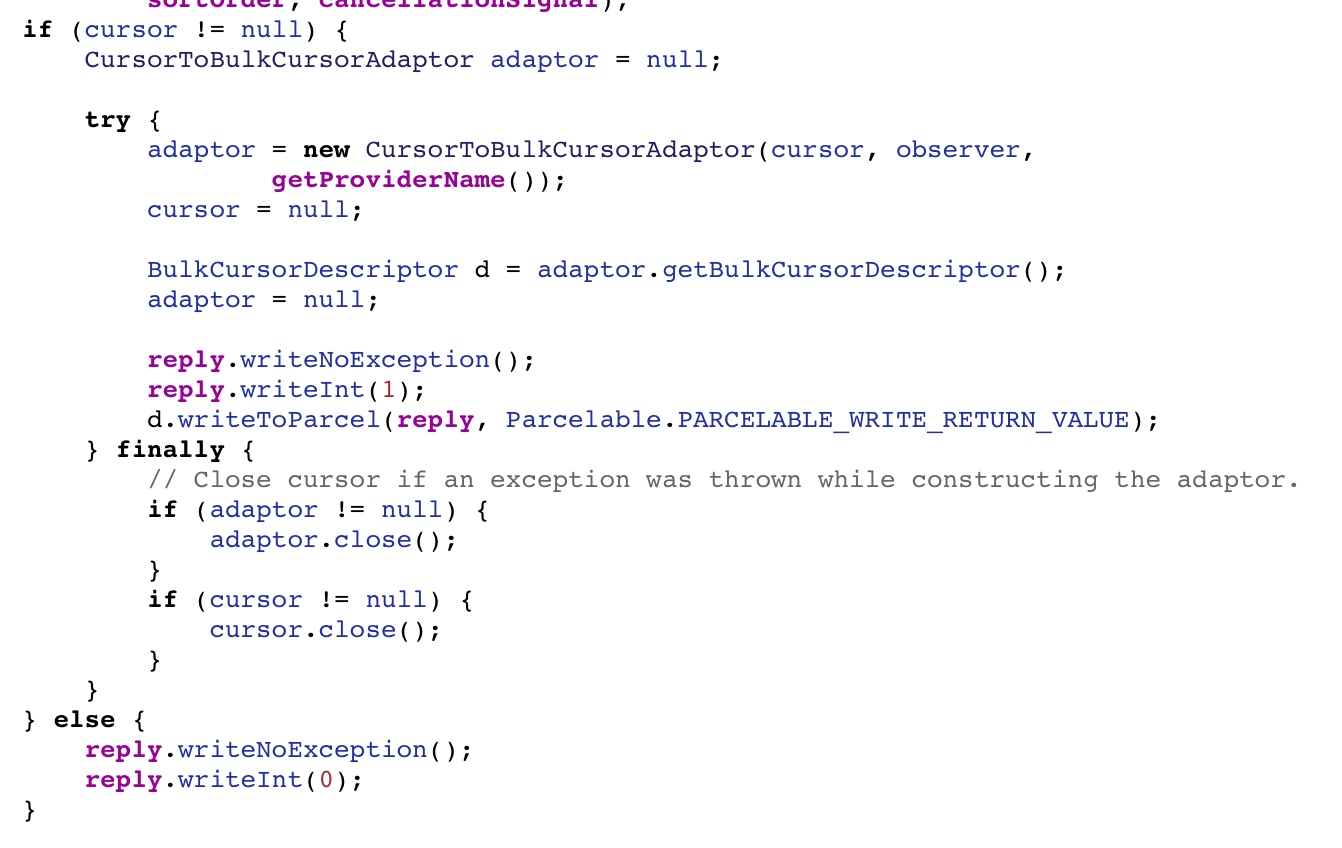 sortOrder, cancellationSignal);
if (cursor != null) {
    CursorToBulkCursorAdaptor adaptor = null;

    try {
        adaptor = new CursorToBulkCursorAdaptor(cursor, observer,
                getProviderName());
        cursor = null;

        BulkCursorDescriptor d = adaptor.getBulkCursorDescriptor();
        adaptor = null;

        reply.writeNoException();
        reply.writeInt(1);
        d.writeToParcel(reply, Parcelable.PARCELABLE_WRITE_RETURN_VALUE);
    } finally {
        // Close cursor if an exception was thrown while constructing the adaptor.
        if (adaptor != null) {
            adaptor.close();
        }
        if (cursor != null) {
            cursor.close();
        }
    }
} else {
    reply.writeNoException();
    reply.writeInt(0);
}